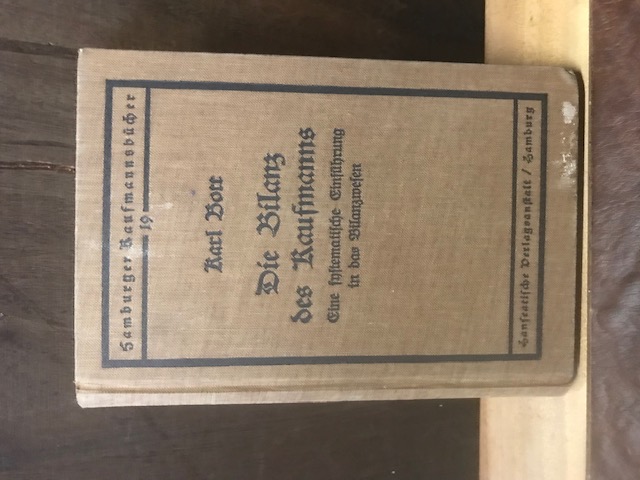 Hamburger Kaufmannsbücher
19
Karl Bott
Die Bilanz
des Kaufmanns
Eine systematische Einführung
in das Bilanzwesen
Hanseatische Verlagsanstalt / Hamburg